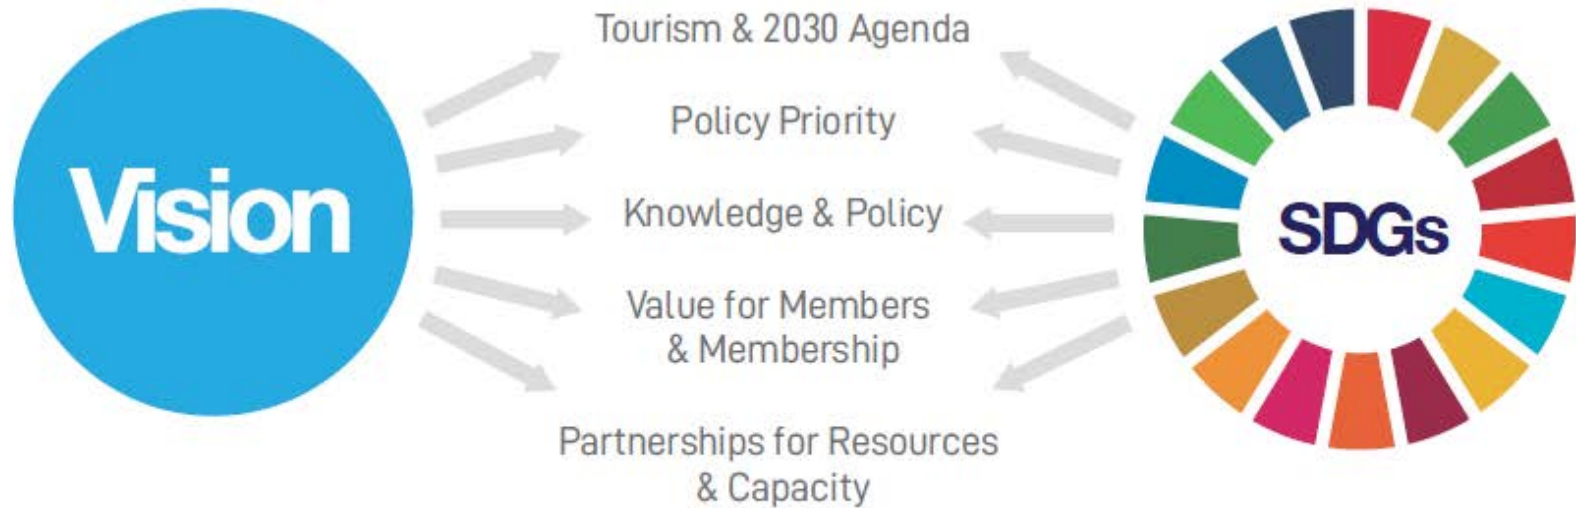 Vision
Tourism & 2030 Agenda
Policy Priority
Knowledge & Policy
Value for Members
& Membership
Partnerships for Resources
& Capacity
SDGs